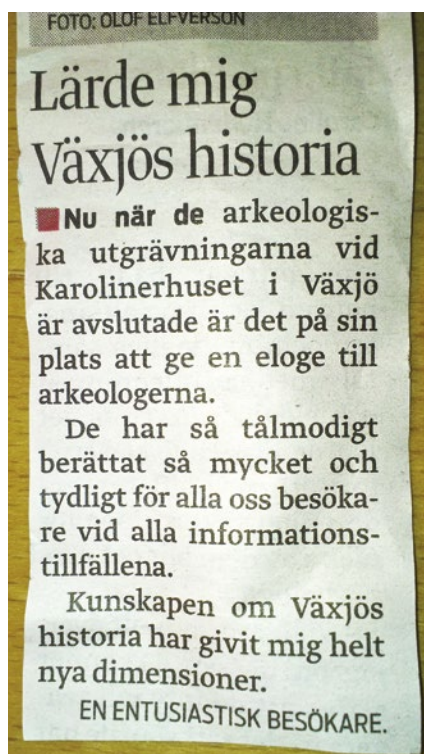 FOTO: OLOF ELFVERSON
Lärde mig
Växjös historia
Nu när de arkeologis-
ka utgrävningarna vid
Karolinerhuset i Växjö
är avslutade är det på sin
plats att ge en eloge till
arkeologerna.
De har så tålmodigt
berättat så mycket och
tydligt för alla oss besöka-
re vid alla informations-
tillfällena.
Kunskapen om Växjös
historia har givit mig helt
nya dimensioner.
EN ENTUSIASTISK BESÖKARE.